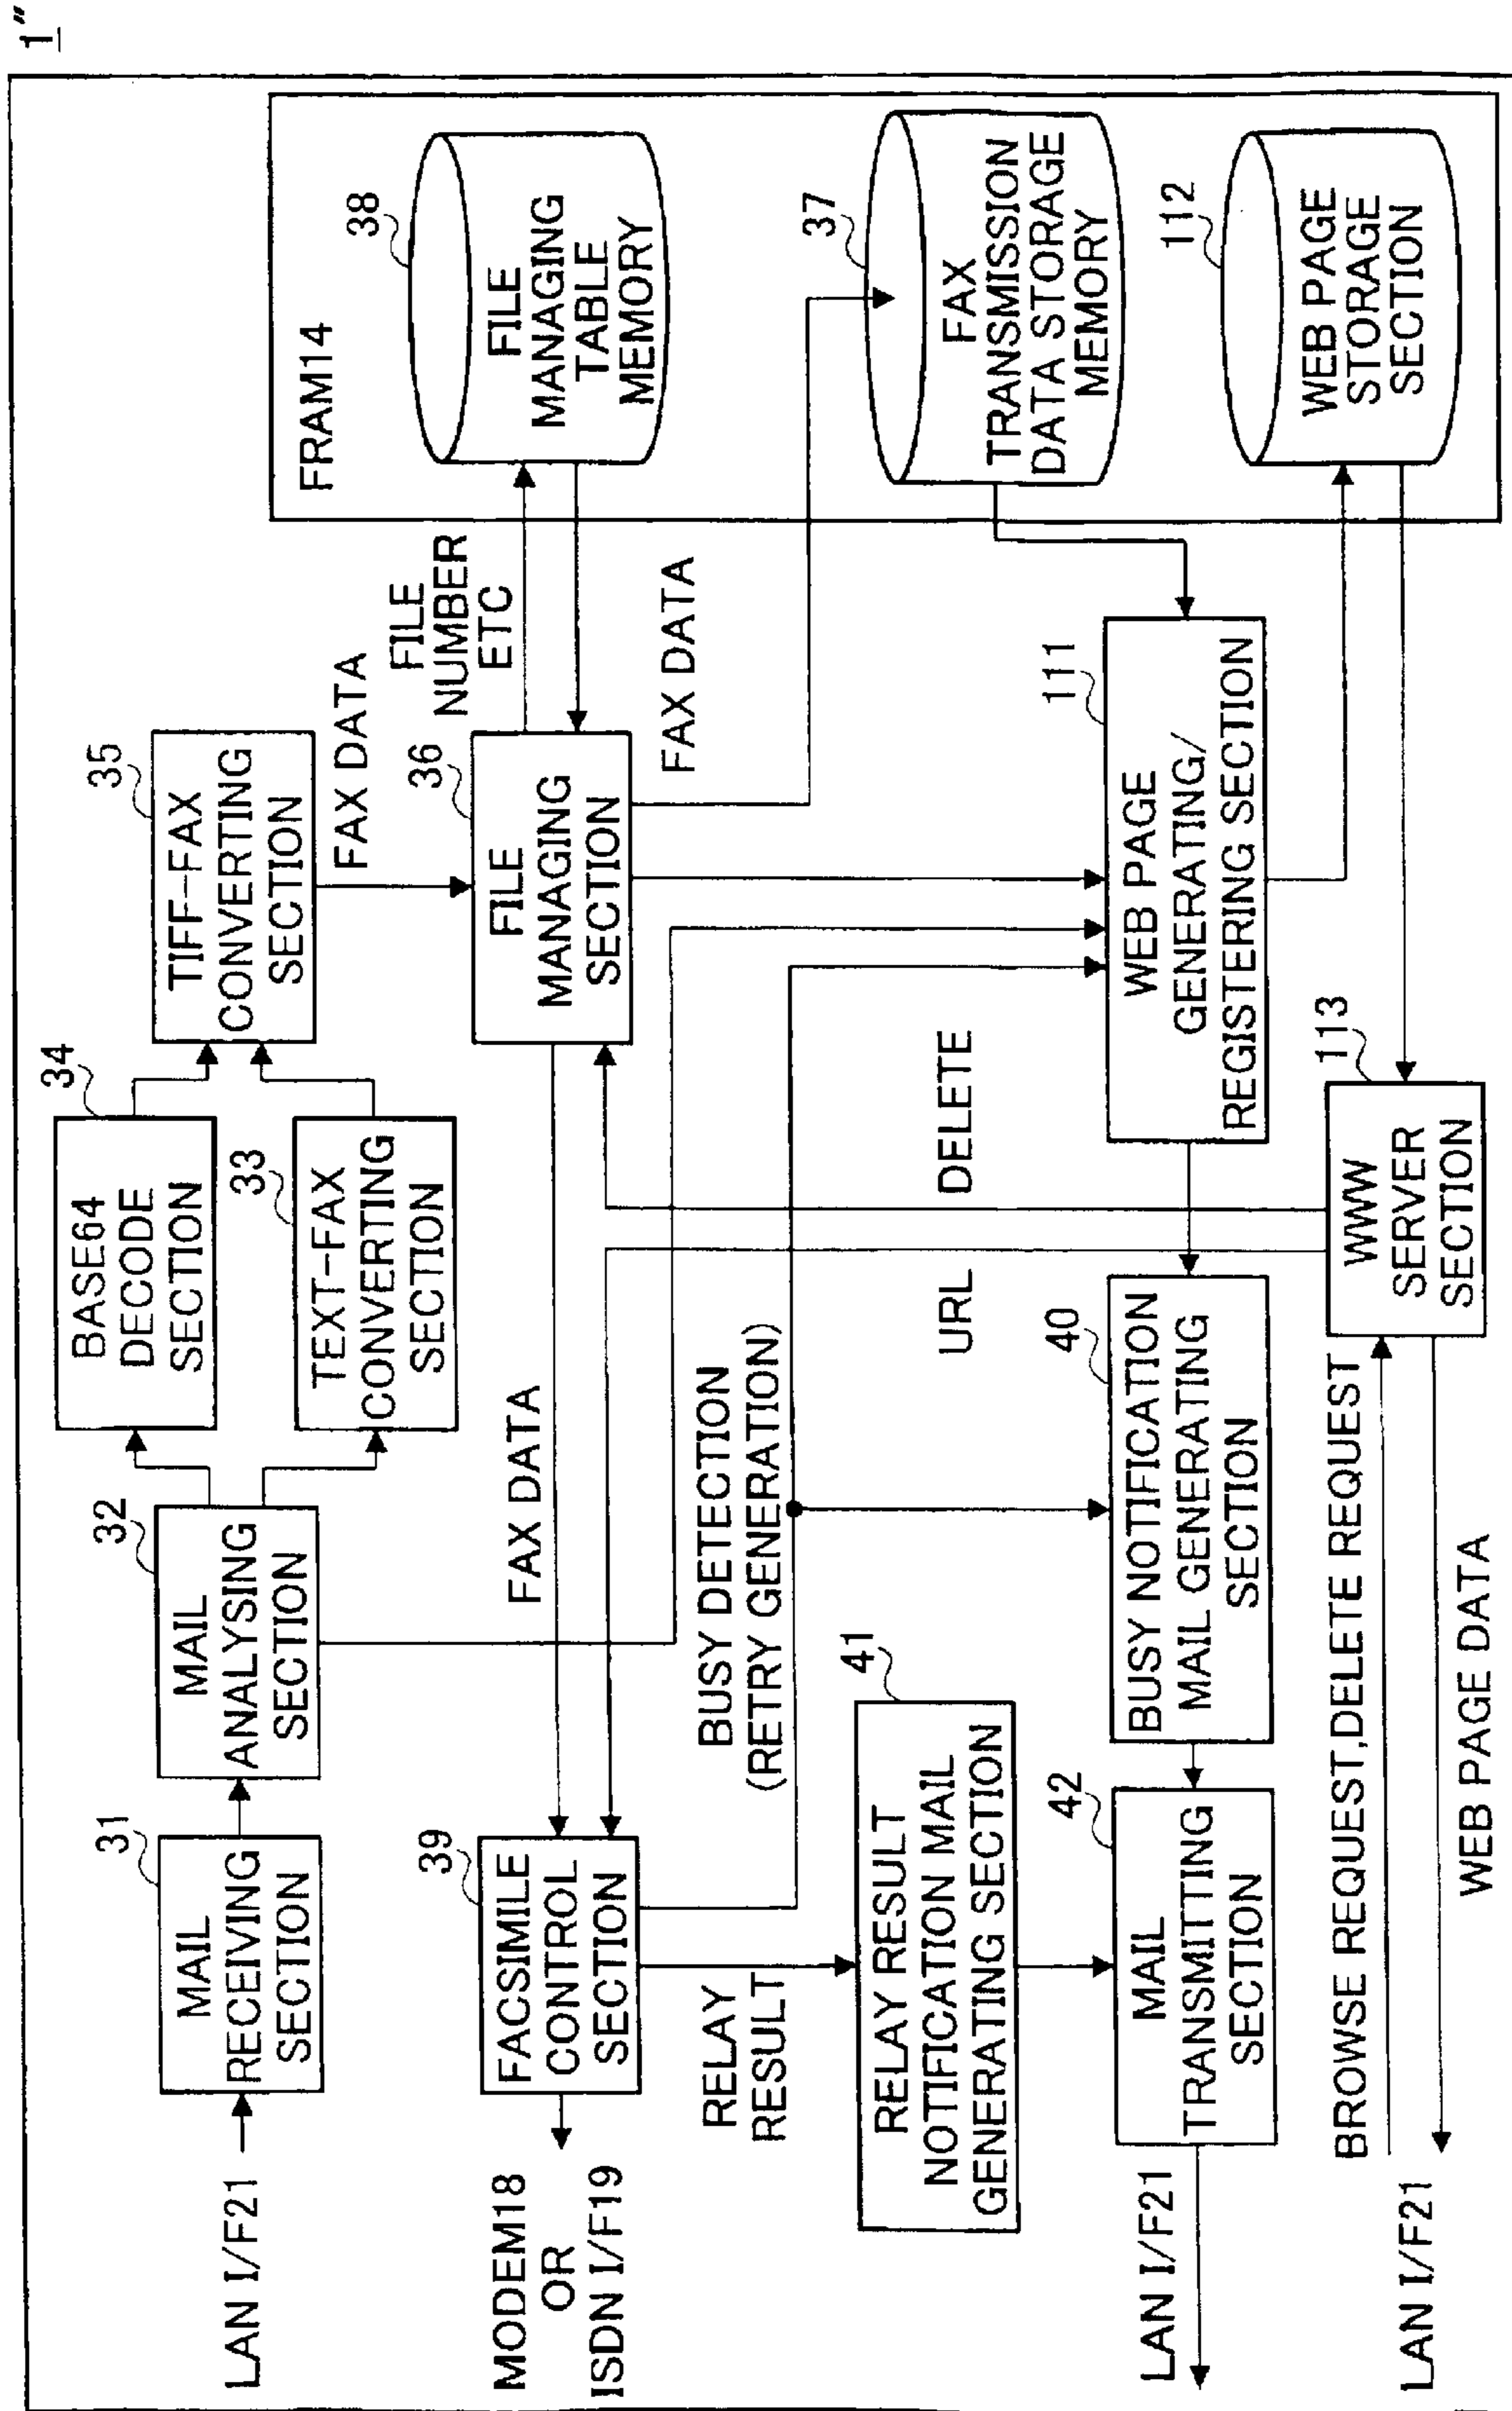 1"
LAN I/F21
31
MAIL
RECEIVING
SECTION
32
MAIL
ANALYSING
SECTION
34
BASE64
DECODE
SECTION
33
TEXT-FAX
CONVERTING
SECTION
35
TIFF-FAX
CONVERTING
SECTION
FAX DATA
FRAM14
38
FILE
MANAGING
TABLE
MEMORY
FILE
NUMBER
ETC
36
FILE
MANAGING
SECTION
FAX DATA
37
FAX
TRANSMISSION
DATA STORAGE
MEMORY
FAX DATA
39
FACSIMILE
CONTROL
SECTION
MODEM18
OR
ISDN I/F19
BUSY DETECTION
(RETRY GENERATION)
RELAY
RESULT
41
RELAY RESULT
NOTIFICATION MAIL
GENERATING SECTION
URL
DELETE
111
WEB PAGE
GENERATING/
REGISTERING SECTION
112
WEB PAGE
STORAGE
SECTION
40
BUSY NOTIFICATION
MAIL GENERATING
SECTION
42
MAIL
TRANSMITTING
SECTION
LAN I/F21
113
WWW
SERVER
SECTION
BROWSE REQUEST,DELETE REQUEST
LAN I/F21
WEB PAGE DATA